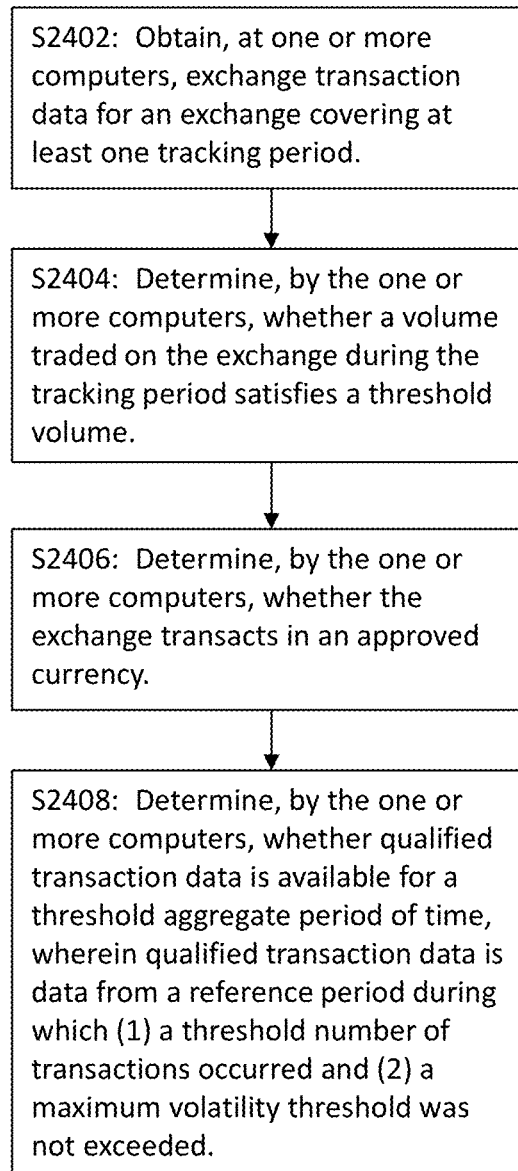 S2402: Obtain, at one or more
computers, exchange transaction
data for an exchange covering at
least one tracking period.
S2404: Determine, by the one or
more computers, whether a volume
traded on the exchange during the
tracking period satisfies a threshold
volume.
S2406: Determine, by the one or
more computers, whether the
exchange transacts in an approved
currency.
S2408: Determine, by the one or
more computers, whether qualified
transaction data is available for a
threshold aggregate period of time,
wherein qualified transaction data is
data from a reference period during
which (1) a threshold number of
transactions occurred and (2) a
maximum volatility threshold was
not exceeded.